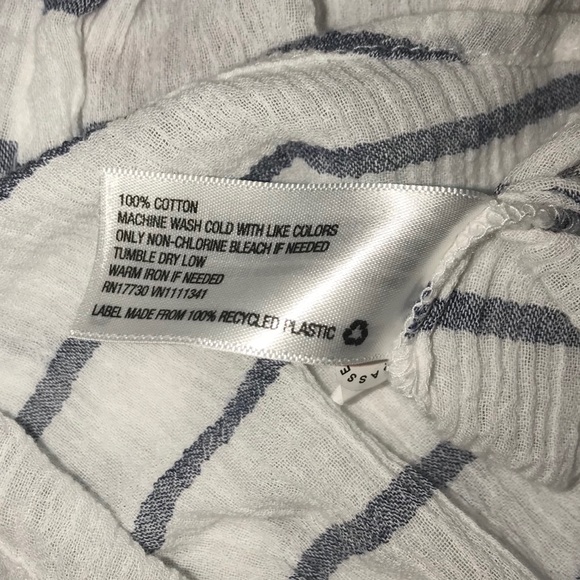 100% COTTON
MACHINE WASH COLD WITH LIKE COLORS
ONLY NON-CHLORINE BLEACH IF NEEDED
TUMBLE DRY LOW
WARM IRON IF NEEDED
RN17730 VN1111341
LABEL MADE FROM 100% RECYCLED PLASTIC